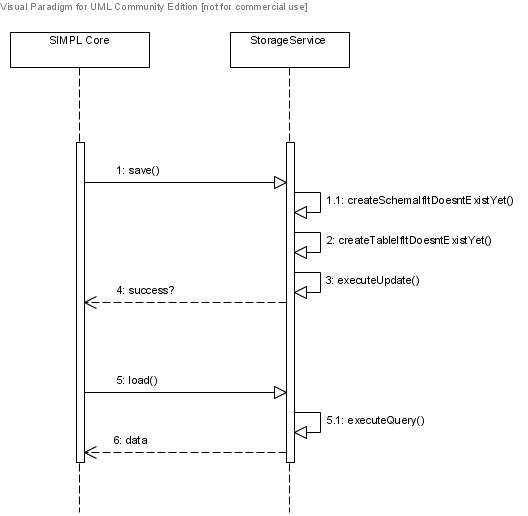 Visual Paradigm for UML Community Edition [not for commercial use]
SIMPL Core
StorageService
1: save()
1.1: createSchemaIfItDoesntExistYet()
2: createTableIfItDoesntExistYet()
3: executeUpdate()
4: success?
5: load()
5.1: executeQuery()
6: data